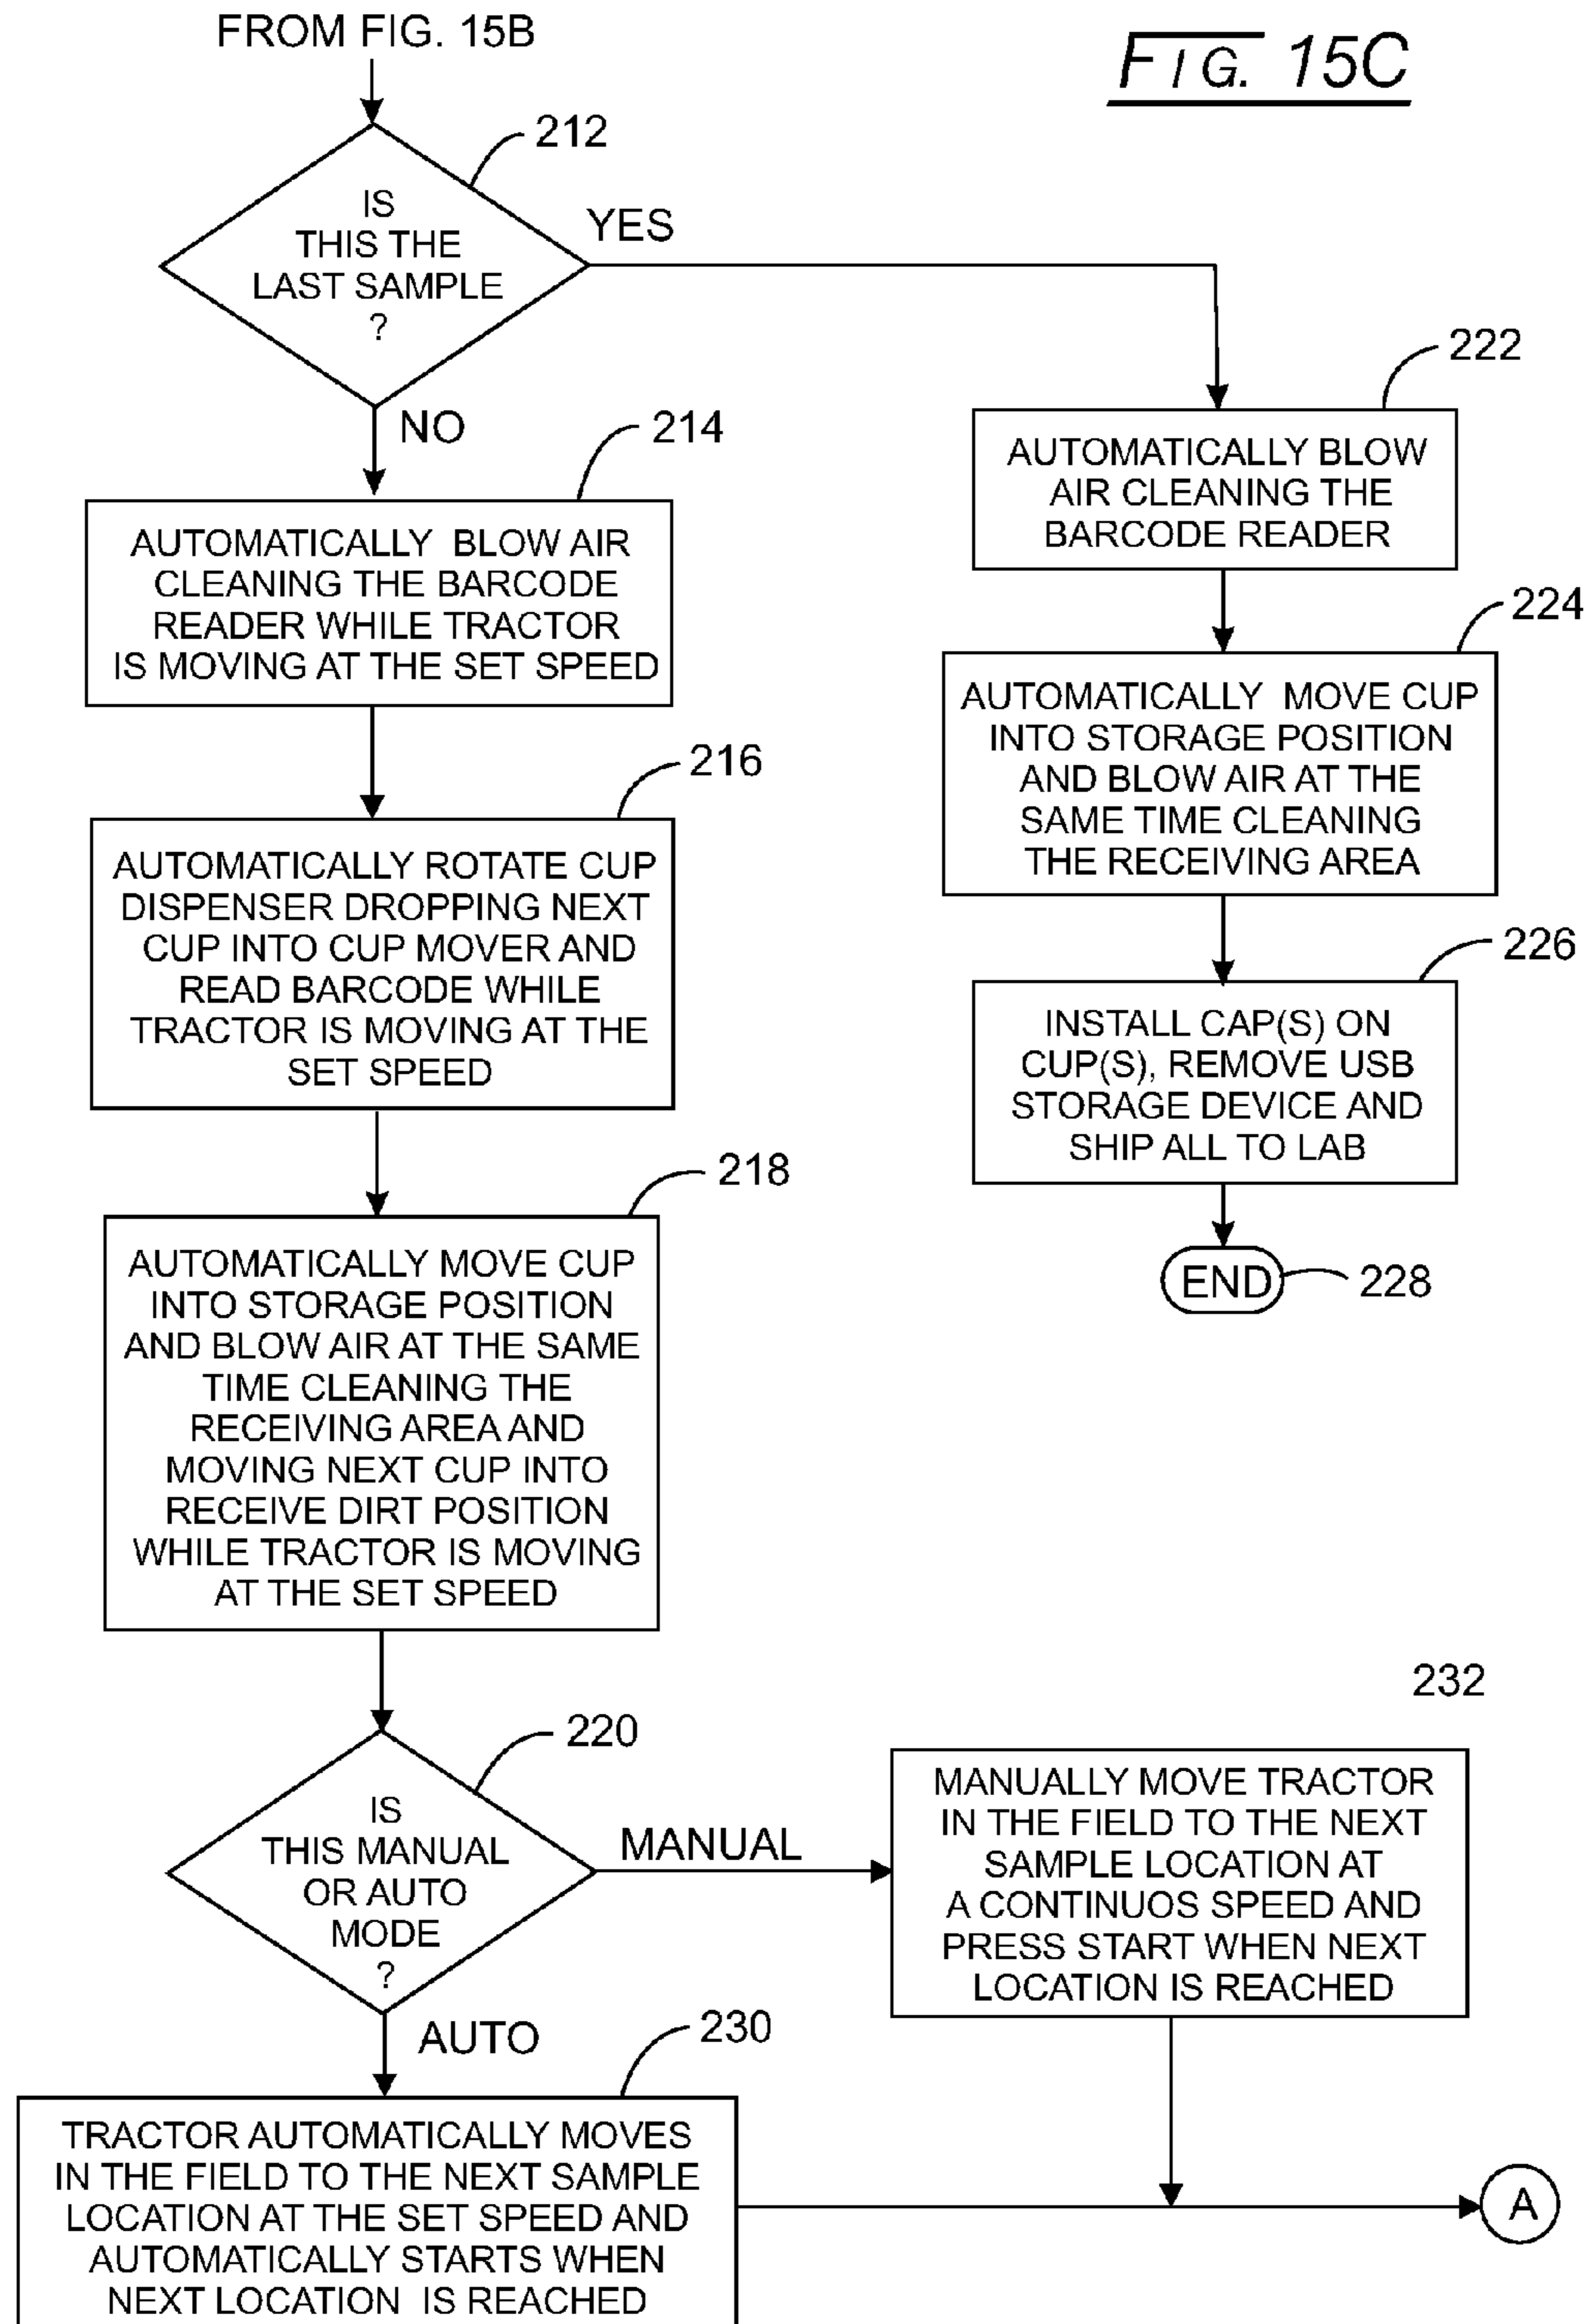 FROM FIG. 15B
FIG. 15C
212
IS
THIS THE
LAST SAMPLE
?
YES
NO
214
AUTOMATICALLY BLOW AIR
CLEANING THE BARCODE
READER WHILE TRACTOR
IS MOVING AT THE SET SPEED
216
AUTOMATICALLY ROTATE CUP
DISPENSER DROPPING NEXT
CUP INTO CUP MOVER AND
READ BARCODE WHILE
TRACTOR IS MOVING AT THE
SET SPEED
218
AUTOMATICALLY MOVE CUP
INTO STORAGE POSITION
AND BLOW AIR AT THE SAME
TIME CLEANING THE
RECEIVING AREA AND
MOVING NEXT CUP INTO
RECEIVE DIRT POSITION
WHILE TRACTOR IS MOVING
AT THE SET SPEED
220
IS
THIS MANUAL
OR AUTO
MODE
?
MANUAL
AUTO
222
AUTOMATICALLY BLOW
AIR CLEANING THE
BARCODE READER
224
AUTOMATICALLY MOVE CUP
INTO STORAGE POSITION
AND BLOW AIR AT THE
SAME TIME CLEANING
THE RECEIVING AREA
226
INSTALL CAP(S) ON
CUP(S), REMOVE USB
STORAGE DEVICE AND
SHIP ALL TO LAB
END
228
232
MANUALLY MOVE TRACTOR
IN THE FIELD TO THE NEXT
SAMPLE LOCATION AT
A CONTINUOS SPEED AND
PRESS START WHEN NEXT
LOCATION IS REACHED
230
TRACTOR AUTOMATICALLY MOVES
IN THE FIELD TO THE NEXT SAMPLE
LOCATION AT THE SET SPEED AND
AUTOMATICALLY STARTS WHEN
NEXT LOCATION IS REACHED
A